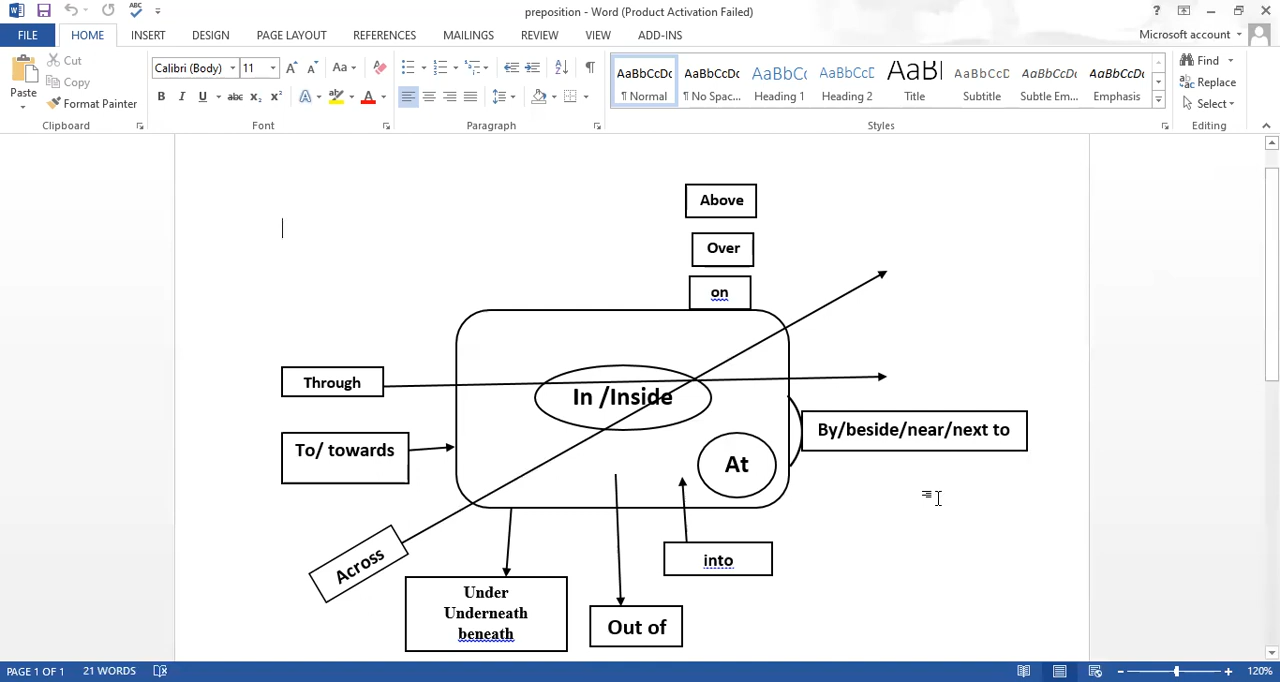 preposition - Word (Product Activation Failed)
FILE HOME INSERT DESIGN PAGE LAYOUT REFERENCES MAILINGS REVIEW VIEW ADD-INS Microsoft account
Paste
Cut
Copy
Format Painter
Calibri (Body) 11
AaBbCcDc AaBbCcDc AaBbCc AaBbCcD AaBl AaBbCcD AaBbCcDc AaBbCcDc
¶ Normal ¶ No Spac... Heading 1 Heading 2 Title Subtitle Subtle Em... Emphasis
Find
Replace
Select
Clipboard Font Paragraph Styles Editing
Above
Over
on
Through
In /Inside
To/ towards
By/beside/near/next to
At
Across
into
Under
Underneath
beneath
Out of
PAGE 1 OF 1 21 WORDS 120%